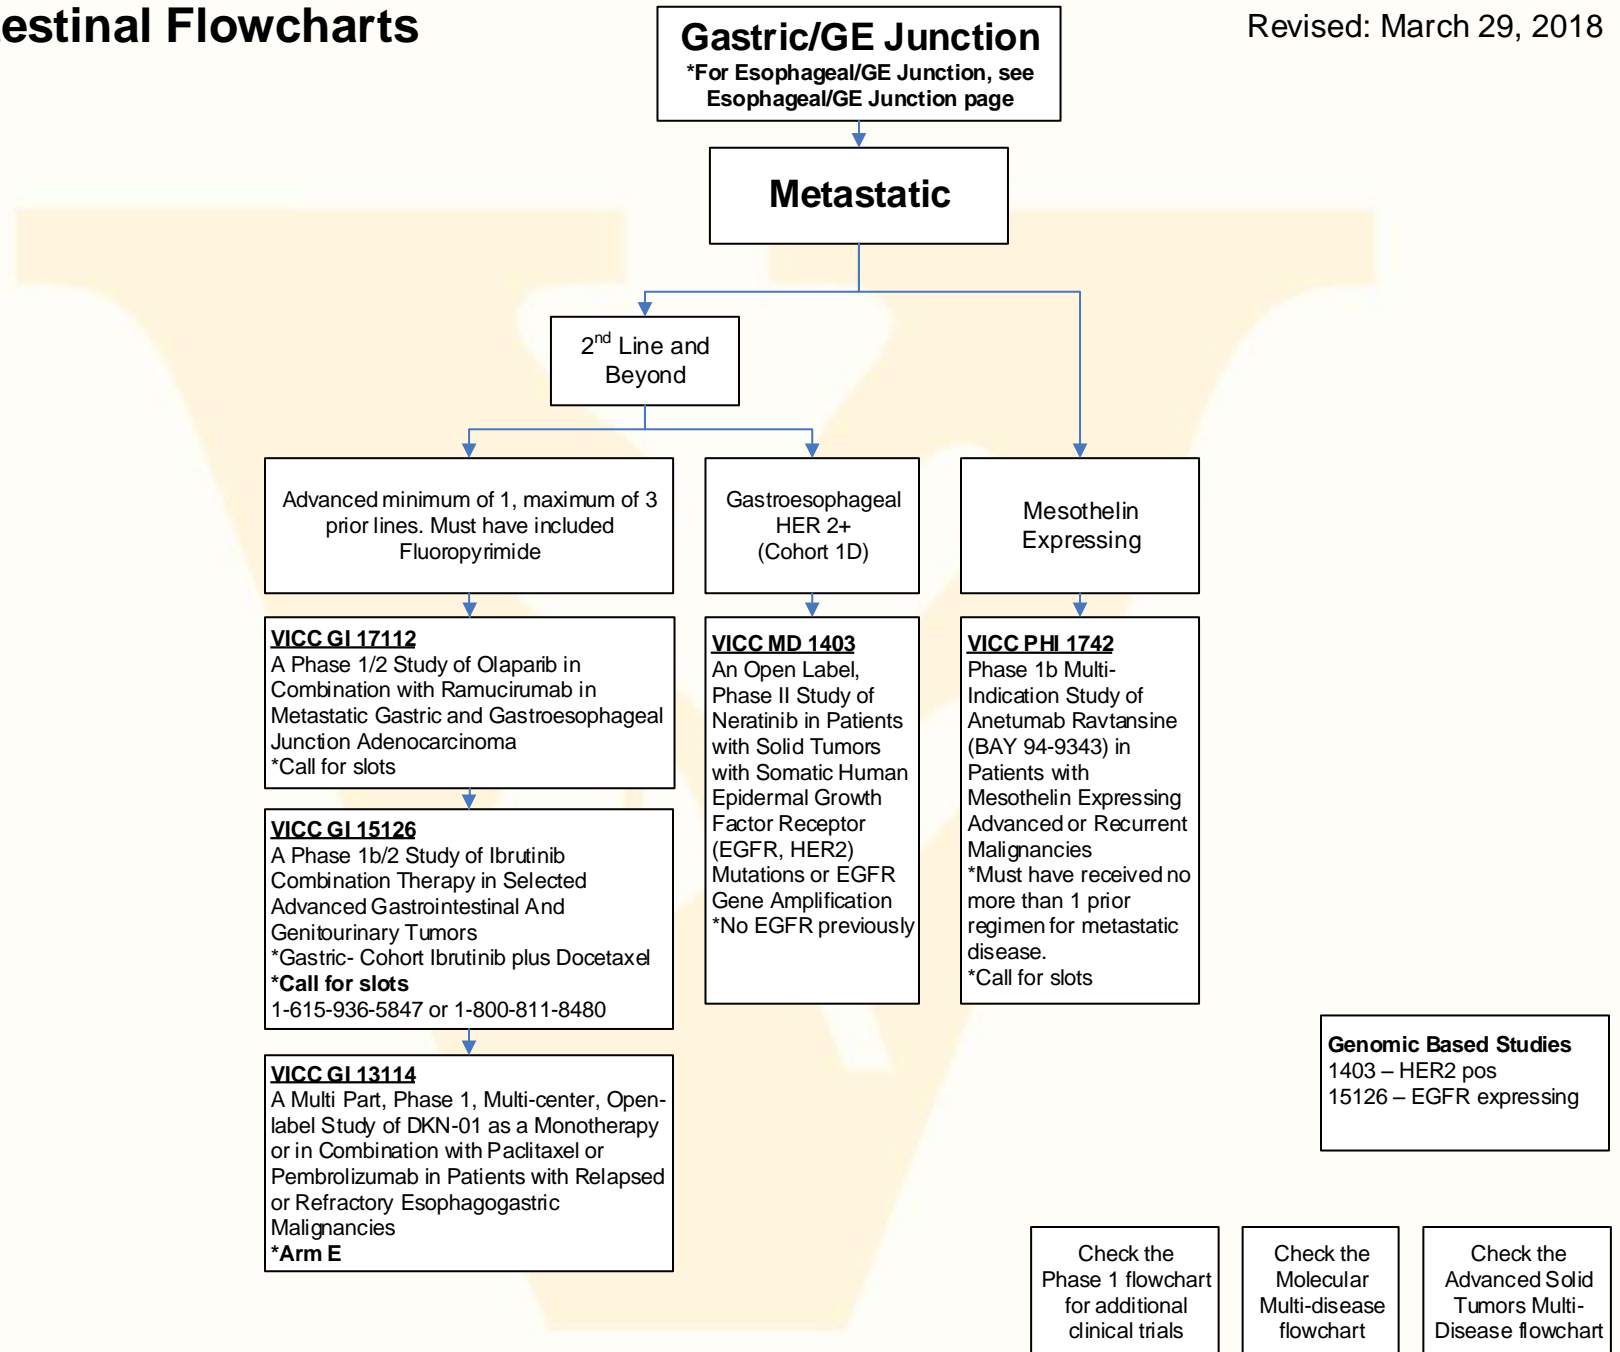 estinal Flowcharts
Revised: March 29, 2018
Gastric/GE Junction
*For Esophageal/GE Junction, see
Esophageal/GE Junction page
Metastatic
2nd Line and
Beyond
Advanced minimum of 1, maximum of 3
prior lines. Must have included
Fluoropyrimide
Gastroesophageal
HER 2+
(Cohort 1D)
Mesothelin
Expressing
VICC GI 17112
A Phase 1/2 Study of Olaparib in
Combination with Ramucirumab in
Metastatic Gastric and Gastroesophageal
Junction Adenocarcinoma
*Call for slots
VICC GI 15126
A Phase 1b/2 Study of Ibrutinib
Combination Therapy in Selected
Advanced Gastrointestinal And
Genitourinary Tumors
*Gastric- Cohort Ibrutinib plus Docetaxel
*Call for slots
1-615-936-5847 or 1-800-811-8480
VICC GI 13114
A Multi Part, Phase 1, Multi-center, Open-
label Study of DKN-01 as a Monotherapy
or in Combination with Paclitaxel or
Pembrolizumab in Patients with Relapsed
or Refractory Esophagogastric
Malignancies
*Arm E
VICC MD 1403
An Open Label,
Phase II Study of
Neratinib in Patients
with Solid Tumors
with Somatic Human
Epidermal Growth
Factor Receptor
(EGFR, HER2)
Mutations or EGFR
Gene Amplification
*No EGFR previously
VICC PHI 1742
Phase 1b Multi-
Indication Study of
Anetumab Ravtansine
(BAY 94-9343) in
Patients with
Mesothelin Expressing
Advanced or Recurrent
Malignancies
*Must have received no
more than 1 prior
regimen for metastatic
disease.
*Call for slots
Genomic Based Studies
1403 – HER2 pos
15126 – EGFR expressing
Check the
Phase 1 flowchart
for additional
clinical trials
Check the
Molecular
Multi-disease
flowchart
Check the
Advanced Solid
Tumors Multi-
Disease flowchart